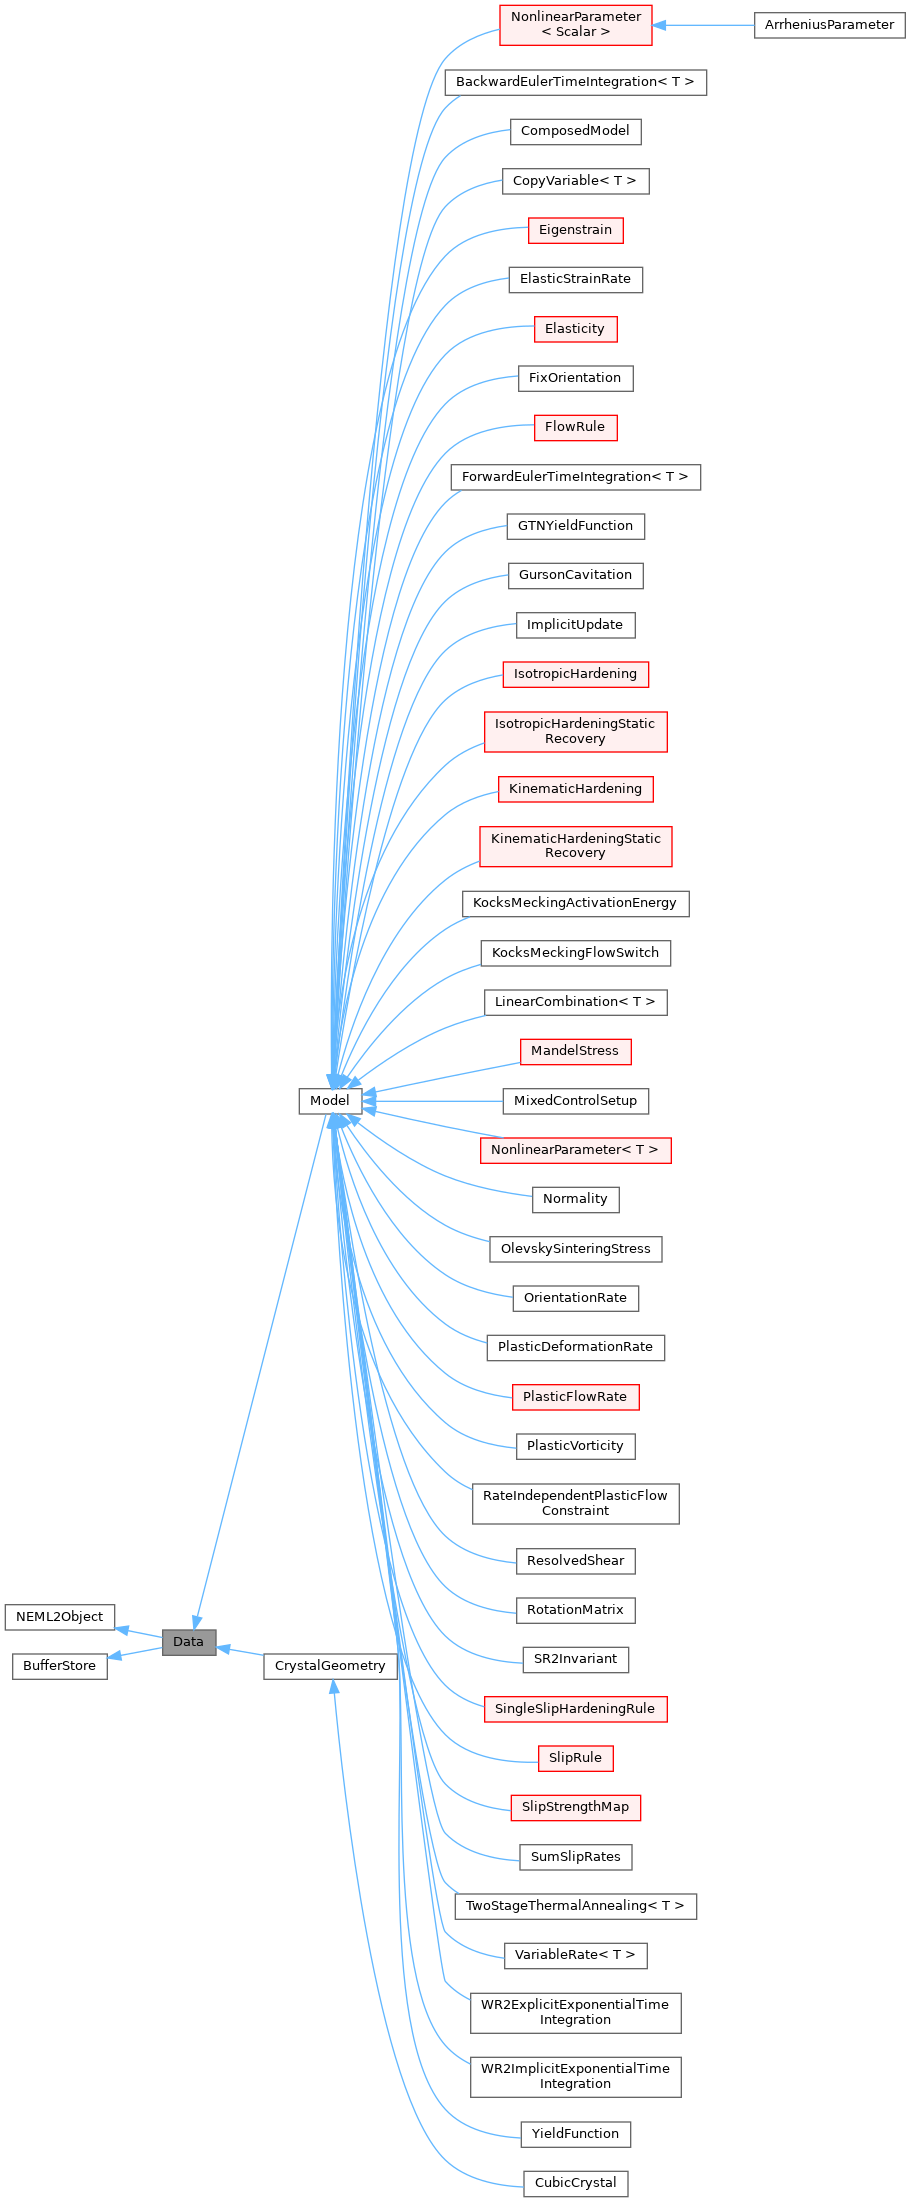 NonlinearParameter
< Scalar >
ArrheniusParameter
BackwardEulerTimeIntegration< T >
ComposedModel
CopyVariable< T >
Eigenstrain
ElasticStrainRate
Elasticity
FixOrientation
FlowRule
ForwardEulerTimeIntegration< T >
GTNYieldFunction
GursonCavitation
ImplicitUpdate
IsotropicHardening
IsotropicHardeningStatic
Recovery
KinematicHardening
KinematicHardeningStatic
Recovery
KocksMeckingActivationEnergy
KocksMeckingFlowSwitch
LinearCombination< T >
MandelStress
Model
MixedControlSetup
NonlinearParameter< T >
Normality
OlevskySinteringStress
OrientationRate
PlasticDeformationRate
PlasticFlowRate
PlasticVorticity
RateIndependentPlasticFlow
Constraint
ResolvedShear
RotationMatrix
NEML2Object
Data
SR2Invariant
BufferStore
CrystalGeometry
SingleSlipHardeningRule
SlipRule
SlipStrengthMap
SumSlipRates
TwoStageThermalAnnealing< T >
VariableRate< T >
WR2ExplicitExponentialTime
Integration
WR2ImplicitExponentialTime
Integration
YieldFunction
CubicCrystal